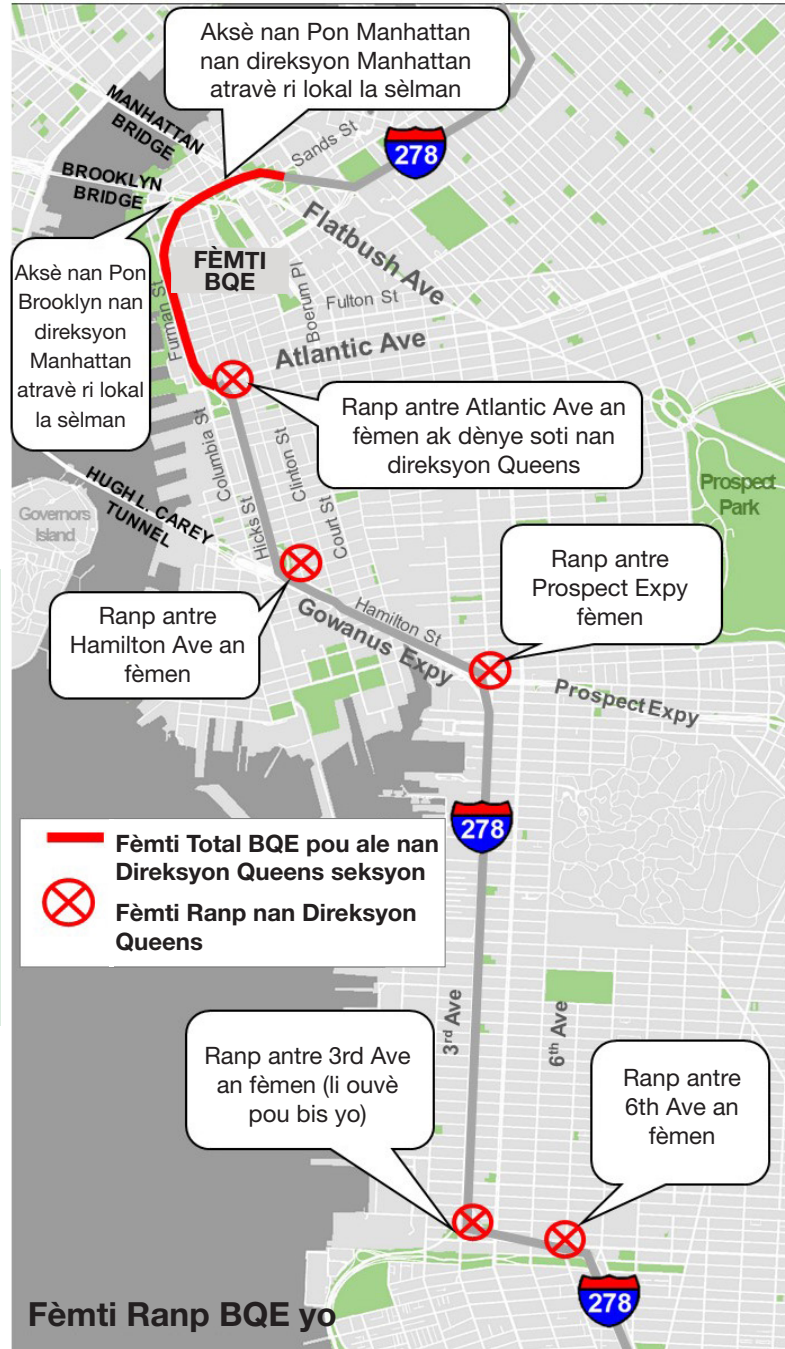 Aksè nan Pon Manhattan
nan direksyon Manhattan
atravè ri lokal la sèlman
MANHATTAN
BRIDGE
Sands St
278
BROOKLYN
BRIDGE
Flatbush Ave
Aksè nan Pon
Brooklyn nan
direksyon
Manhattan
atravè ri lokal
la sèlman
FÈMTI
BQE
Boerum Pl
Fulton St
Furman St
Atlantic Ave
Ranp antre Atlantic Ave an
fèmen ak dènye soti nan
direksyon Queens
Columbia St
Clinton St
Court St
Hicks St
HUGH L. CAREY
TUNNEL
Governors
Island
Prospect
Park
Ranp antre
Prospect Expy
fèmen
Ranp antre
Hamilton Ave an
fèmen
Hamilton St
Gowanus Expy
Prospect Expy
278
Fèmti Total BQE pou ale nan
Direksyon Queens seksyon
Fèmti Ranp nan Direksyon
Queens
3rd Ave
6th Ave
Ranp antre 3rd Ave
an fèmen (li ouvè
pou bis yo)
Ranp antre
6th Ave an
fèmen
278
Fèmti Ranp BQE yo